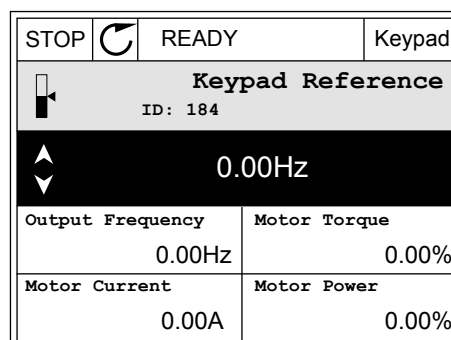 STOP READY Keypad
Keypad Reference
ID: 184
0.00Hz
Output Frequency Motor Torque
0.00Hz 0.00%
Motor Current Motor Power
0.00A 0.00%